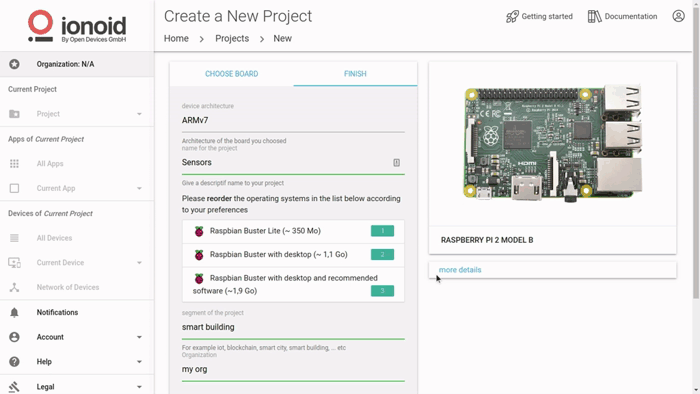 ionoid
By Open Devices GmbH
Create a New Project
Getting started
Documentation
Home > Projects > New
Organization: N/A
Current Project
Project
Apps of Current Project
All Apps
Current App
Devices of Current Project
All Devices
Current Device
Network of Devices
Notifications
Account
Help
Legal
CHOOSE BOARD
FINISH
device architecture
ARMv7
Architecture of the board you choosed
name for the project
Sensors
Give a descriptif name to your project
Please reorder the operating systems in the list below according
to your preferences
Raspbian Buster Lite (~ 350 Mo)
1
Raspbian Buster with desktop (~ 1,1 Go)
2
Raspbian Buster with desktop and recommended
software (~1,9 Go)
3
segment of the project
smart building
For example iot, blockchain, smart city, smart building, ... etc
Organization
my org
HDMI
RASPBERRY PI 2 MODEL B
more details